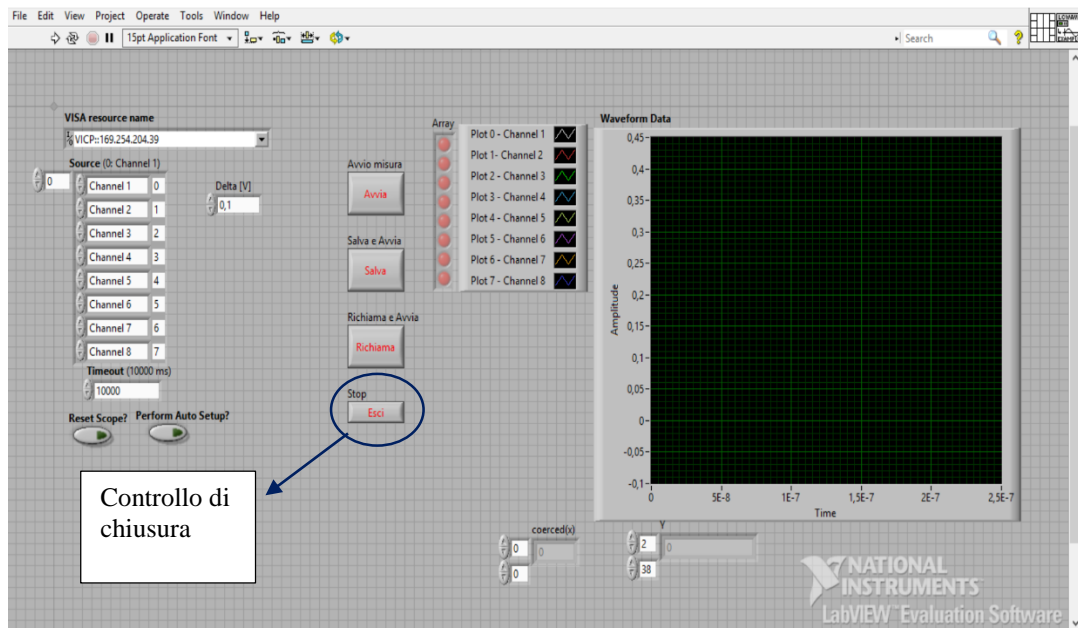 File Edit View Project Operate Tools Window Help
15pt Application Font
Search
VISA resource name
VICP::169.254.204.39
Source (0: Channel 1)
0
Channel 1 0
Channel 2 1
Channel 3 2
Channel 4 3
Channel 5 4
Channel 6 5
Channel 7 6
Channel 8 7
Delta [V]
0,1
Timeout (10000 ms)
10000
Reset Scope? Perform Auto Setup?
Avvio misura
Avvia
Salva e Avvia
Salva
Richiama e Avvia
Richiama
Stop
Esci
Controllo di
chiusura
Array
Plot 0 - Channel 1
Plot 1- Channel 2
Plot 2 - Channel 3
Plot 3 - Channel 4
Plot 4 - Channel 5
Plot 5 - Channel 6
Plot 6 - Channel 7
Plot 7 - Channel 8
Waveform Data
Amplitude
0,45
0,4
0,35
0,3
0,25
0,2
0,15
0,1
0,05
0
-0,05
-0,1
0 5E-8 1E-7 1,5E-7 2E-7 2,5E-7
Time
coerced(x)
0 0
0
Y
2 0
38
NATIONAL
INSTRUMENTS
LabVIEW™ Evaluation Software